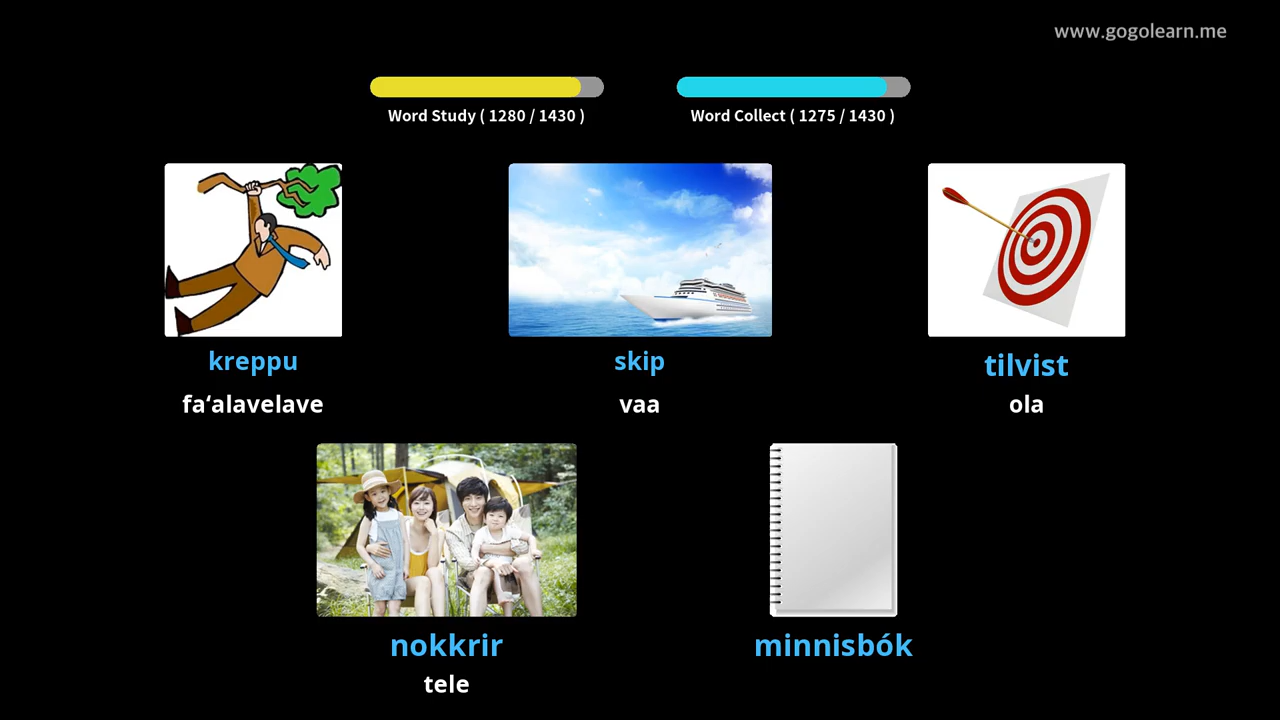 www.gogolearn.me
Word Study ( 1280 / 1430 )
Word Collect ( 1275 / 1430 )
kreppu
skip
tilvist
fa‘alavelave
vaa
ola
nokkrir
minnisbók
tele